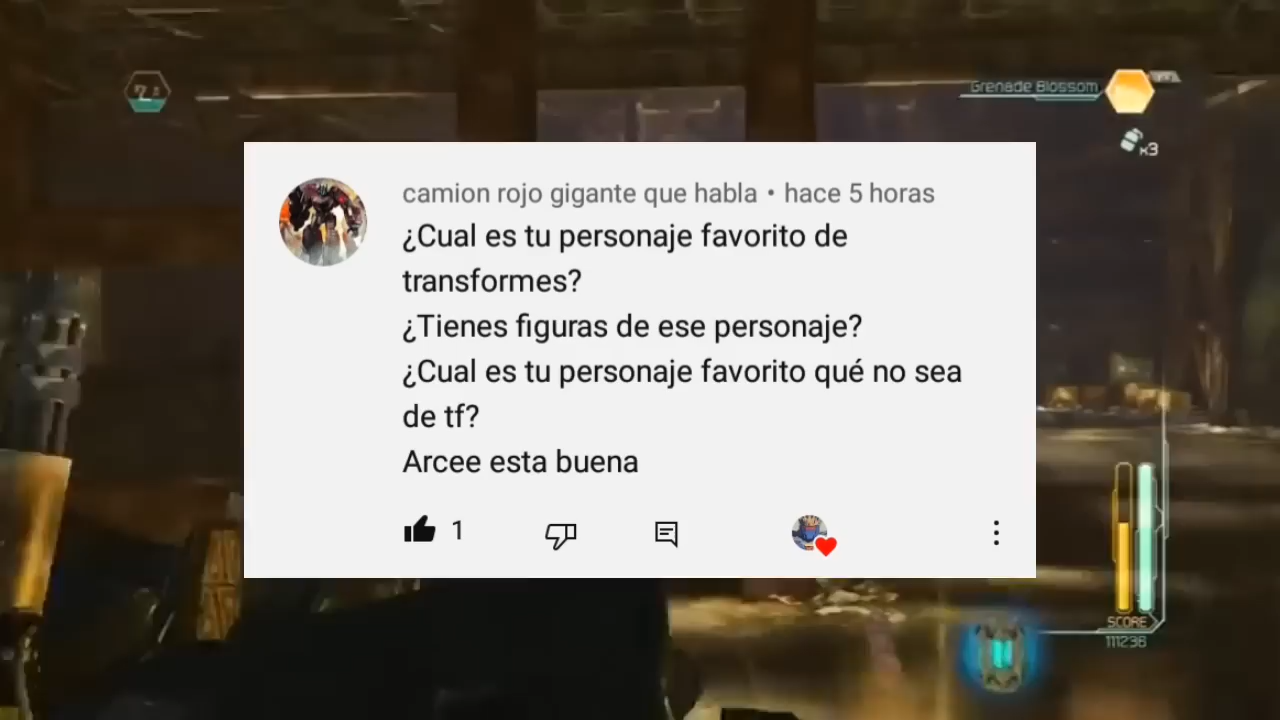 Grenade Blossom
x3
camion rojo gigante que habla • hace 5 horas
¿Cual es tu personaje favorito de
transformes?
¿Tienes figuras de ese personaje?
¿Cual es tu personaje favorito qué no sea
de tf?
Arcee esta buena
1
SCORE
111236